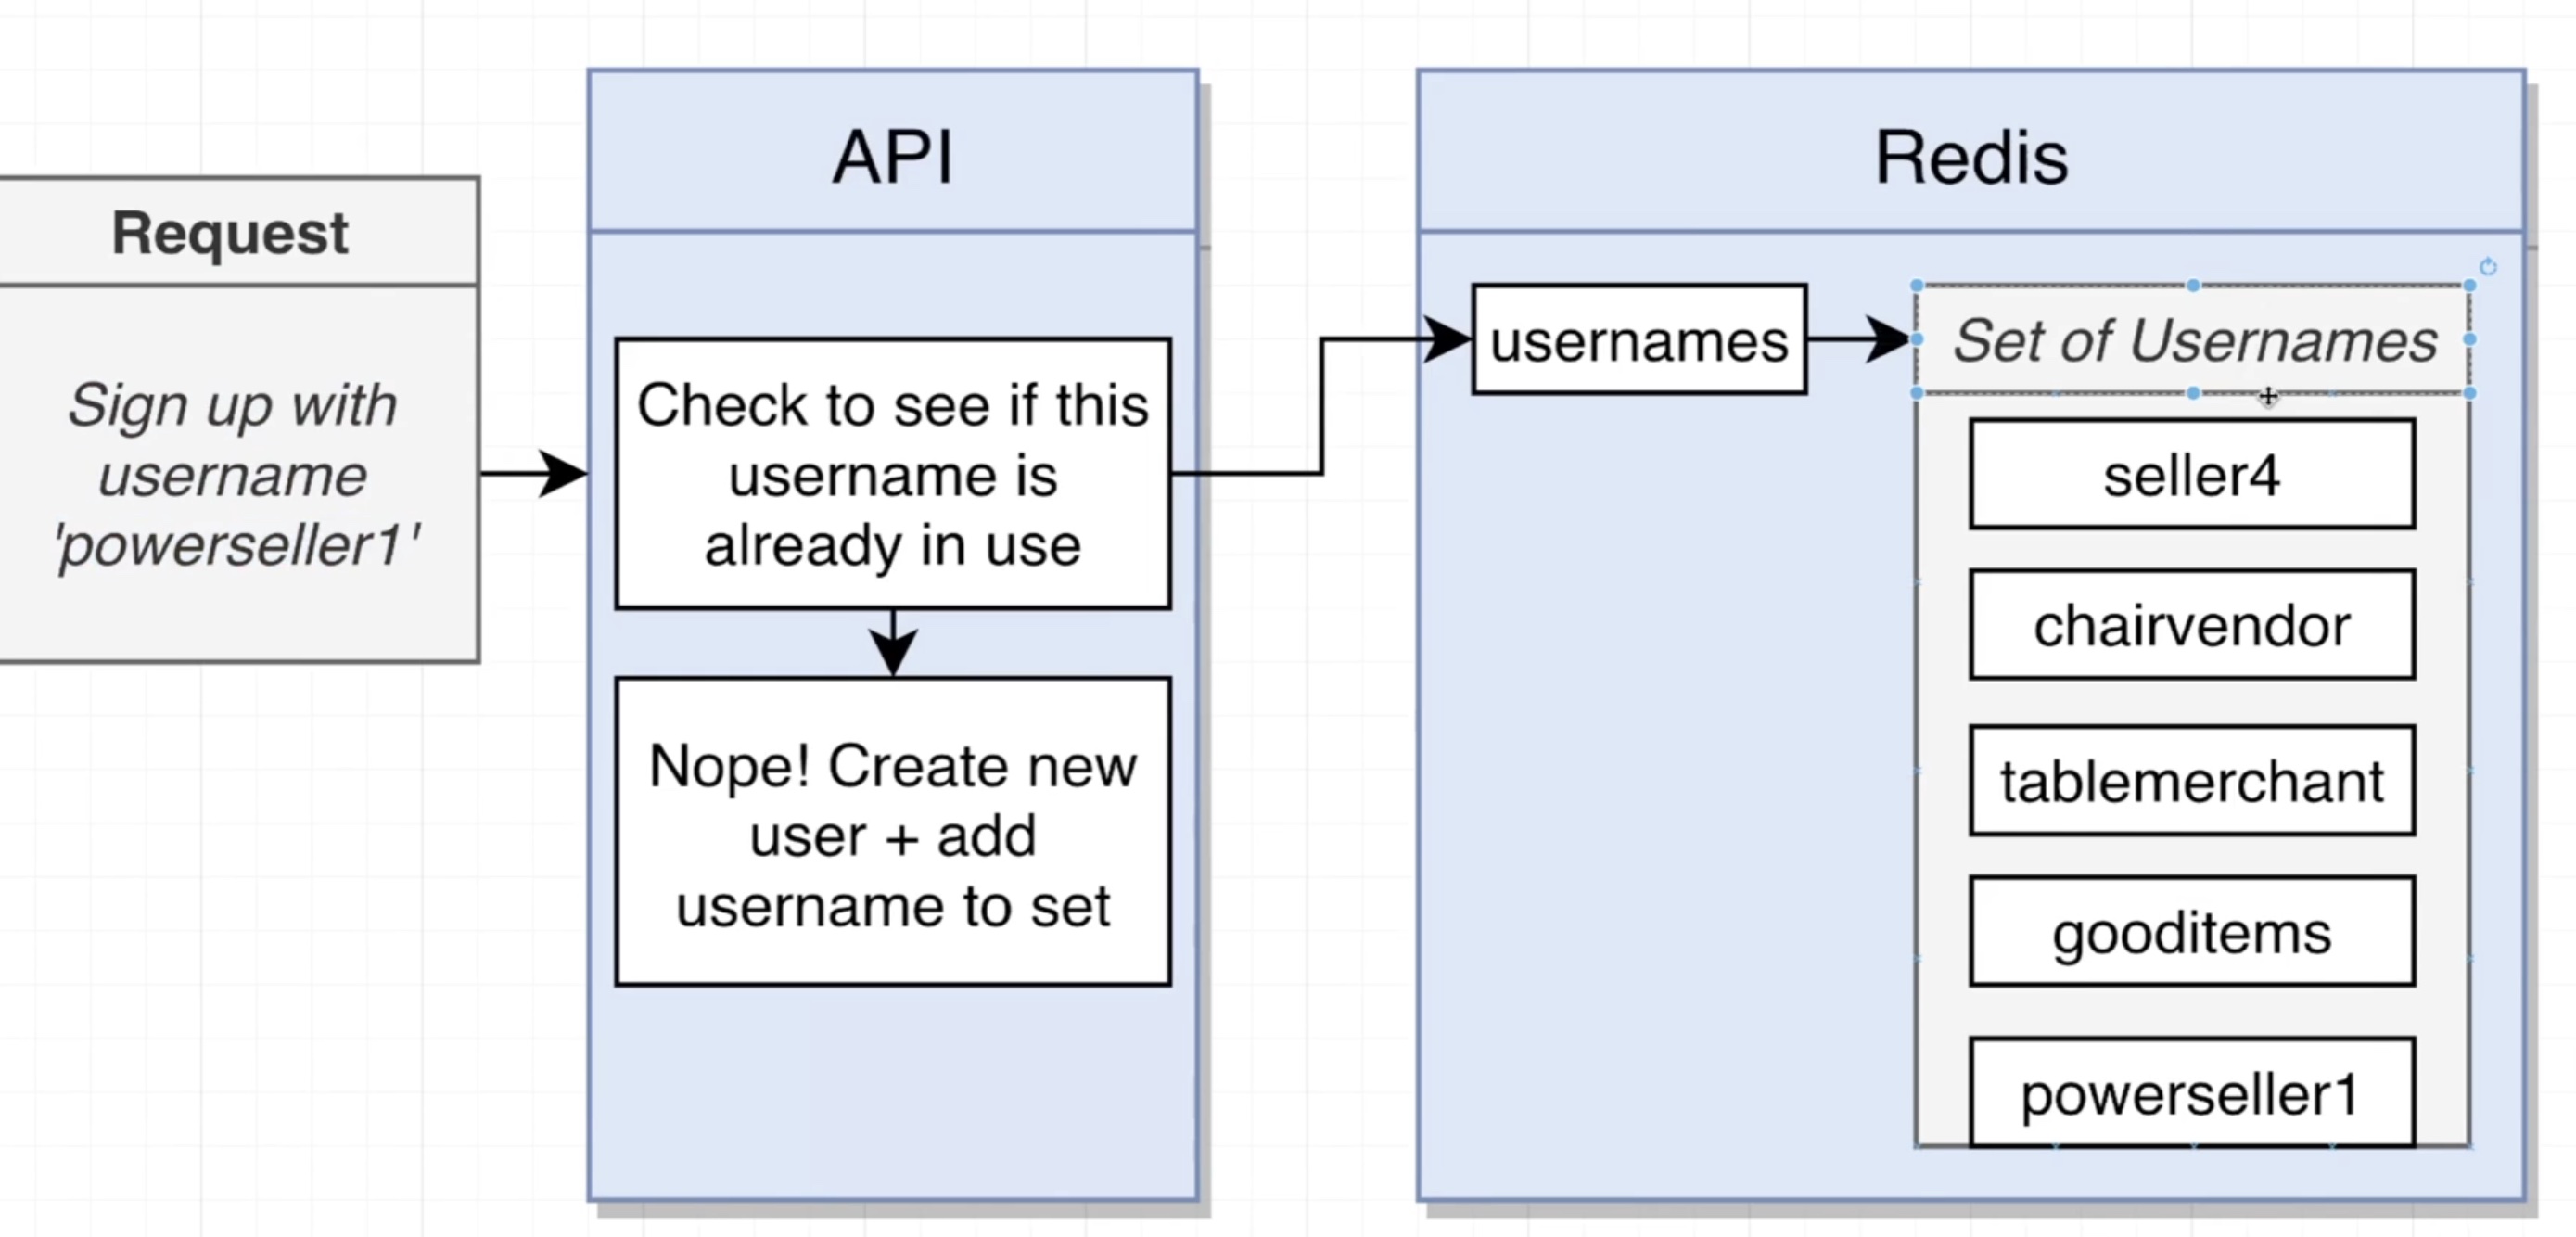 Request
Sign up with
username
'powerseller1'
API
Check to see if this
username is
already in use
Nope! Create new
user + add
username to set
Redis
usernames
Set of Usernames
seller4
chairvendor
tablemerchant
gooditems
powerseller1